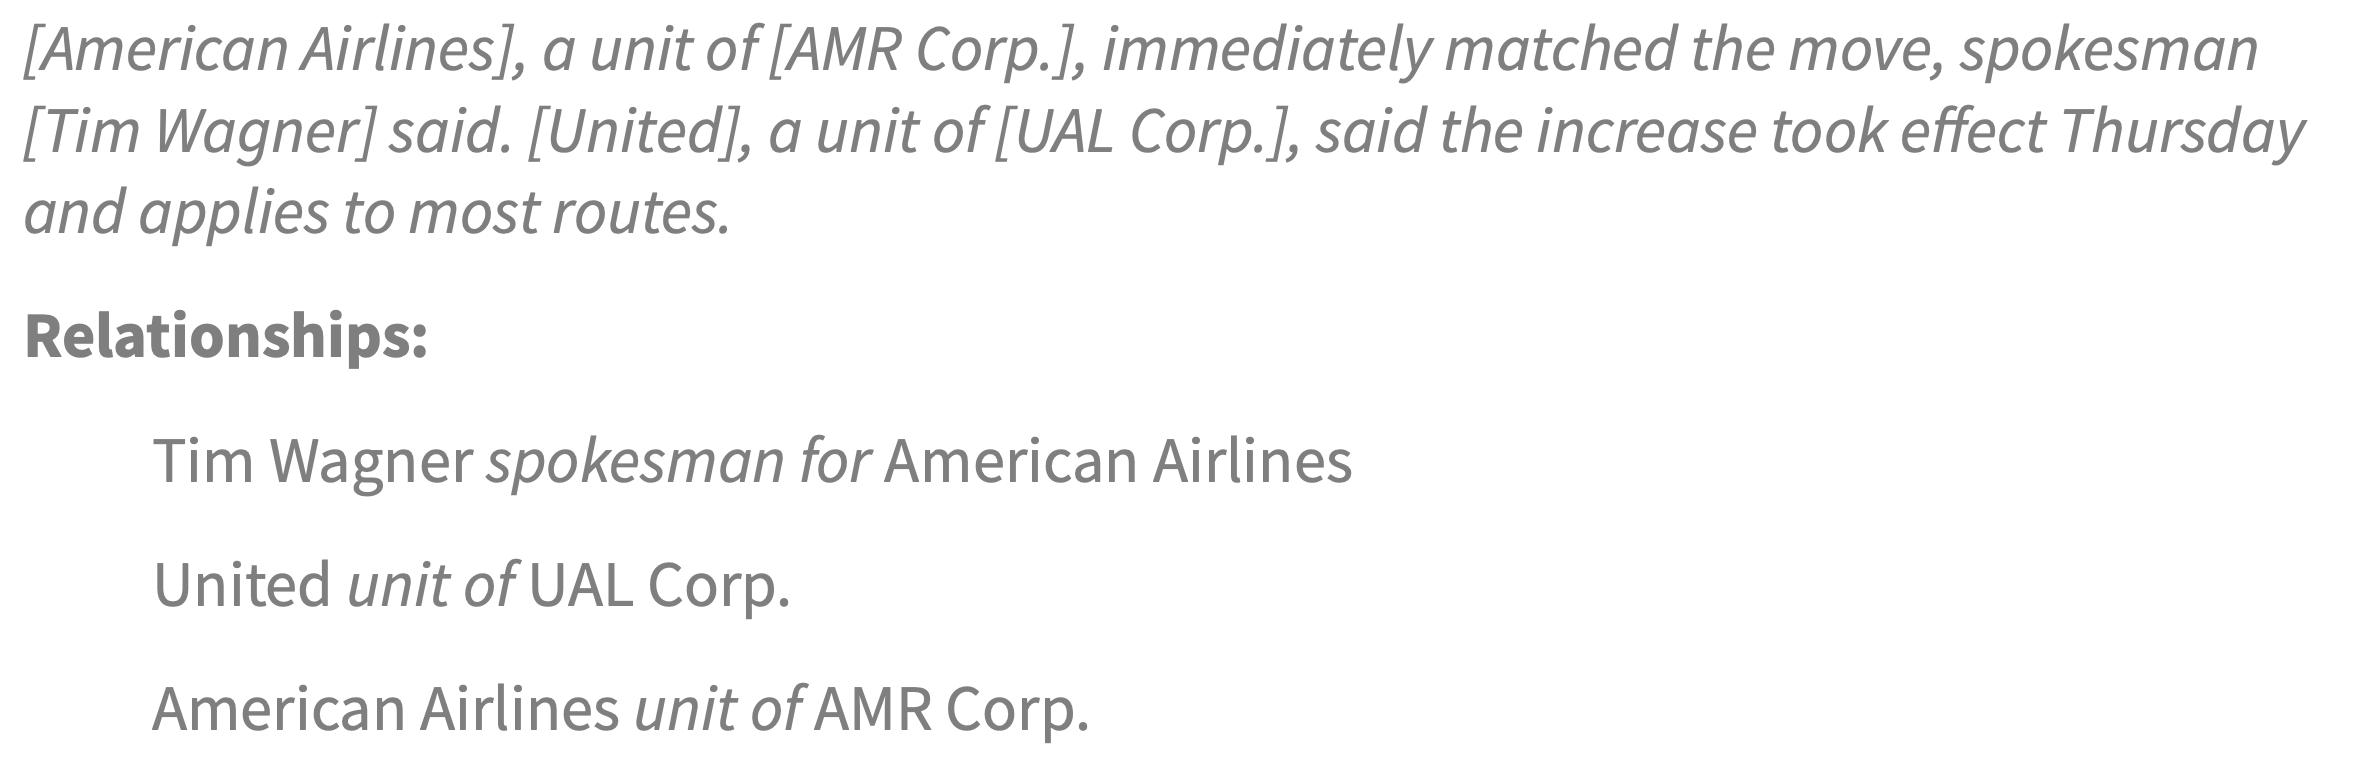 [American Airlines], a unit of [AMR Corp.], immediately matched the move, spokesman
[Tim Wagner] said. [United], a unit of [UAL Corp.], said the increase took effect Thursday
and applies to most routes.
Relationships:
Tim Wagner spokesman for American Airlines
United unit of UAL Corp.
American Airlines unit of AMR Corp.